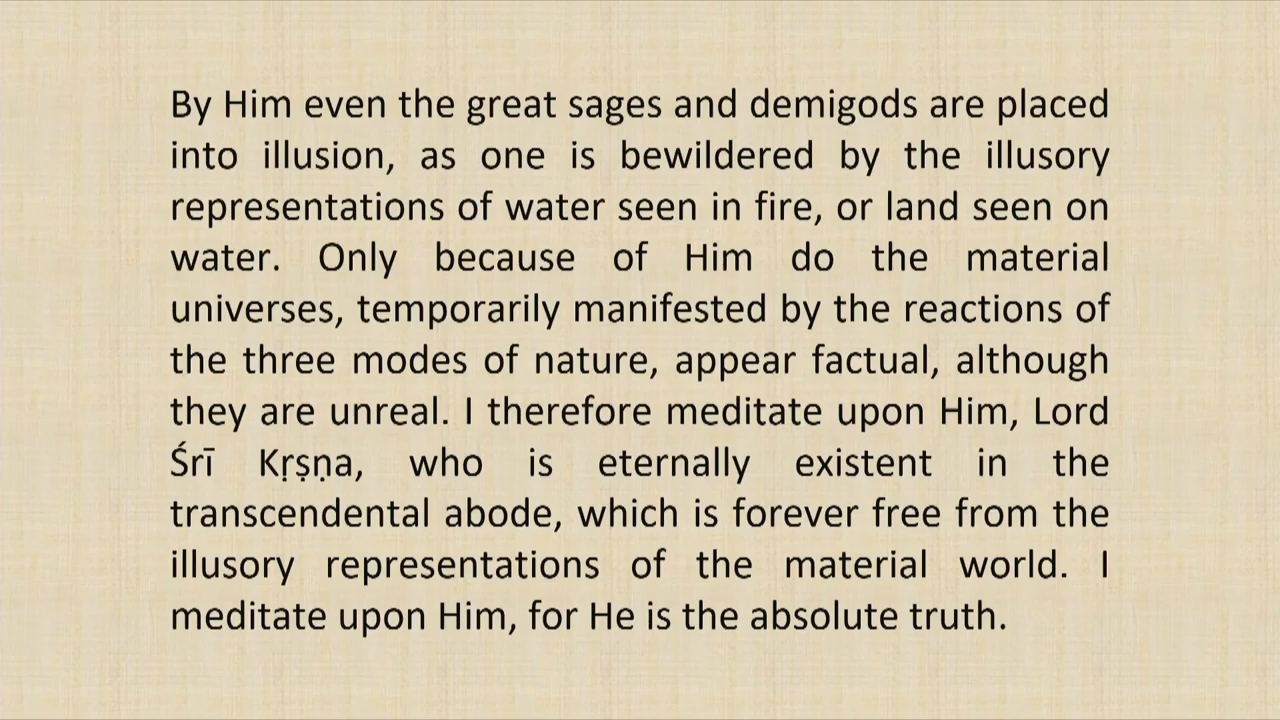 By Him even the great sages and demigods are placed
into illusion, as one is bewildered by the illusory
representations of water seen in fire, or land seen on
water. Only because of Him do the material
universes, temporarily manifested by the reactions of
the three modes of nature, appear factual, although
they are unreal. I therefore meditate upon Him, Lord
Śrī Kṛṣṇa, who is eternally existent in the
transcendental abode, which is forever free from the
illusory representations of the material world. I
meditate upon Him, for He is the absolute truth.